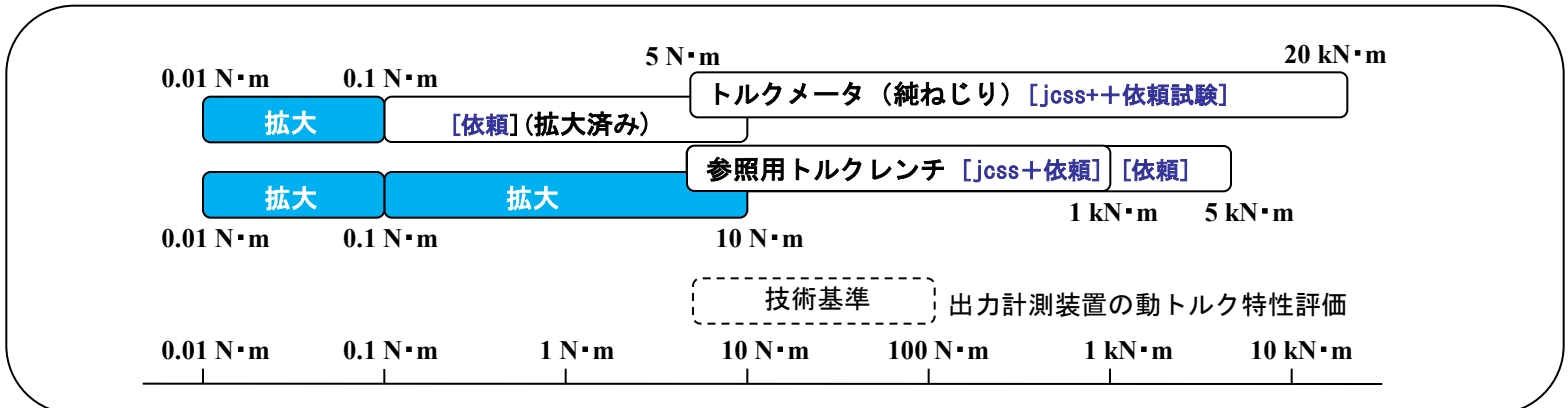 5 N･m 20 kN･m
0.01 N･m 0.1 N･m
トルクメータ（純ねじり）[jcss++依頼試験]
拡大 [依頼](拡大済み)
参照用トルクレンチ [jcss＋依頼] [依頼]
拡大 拡大
1 kN･m 5 kN･m
0.01 N･m 0.1 N･m 10 N･m
技術基準 出力計測装置の動トルク特性評価
0.01 N･m 0.1 N･m 1 N･m 10 N･m 100 N･m 1 kN･m 10 kN･m